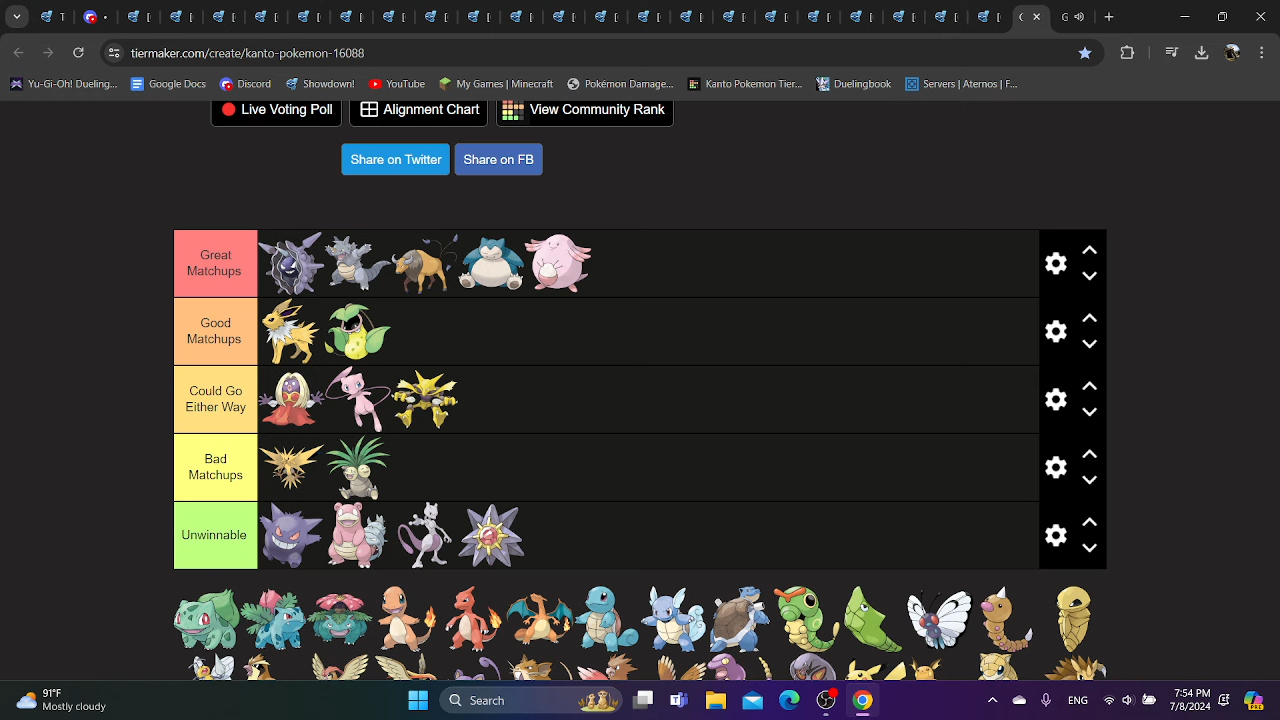 T
T
T
T
T
G
tiermaker.com/create/kanto-pokemon-16088
Yu-Gi-Oh! Dueling...
Google Docs
Discord
Showdown!
YouTube
My Games | Minecraft
Pokémon Damag...
Kanto Pokemon Tier...
Duelingbook
Servers | Aternos | F...
Live Voting Poll
Alignment Chart
View Community Rank
Share on Twitter
Share on FB
Great
Matchups
Good
Matchups
Could Go
Either Way
Bad
Matchups
Unwinnable
91°F
Mostly cloudy
Search
ENG
7:54 PM
7/8/2024
PRE